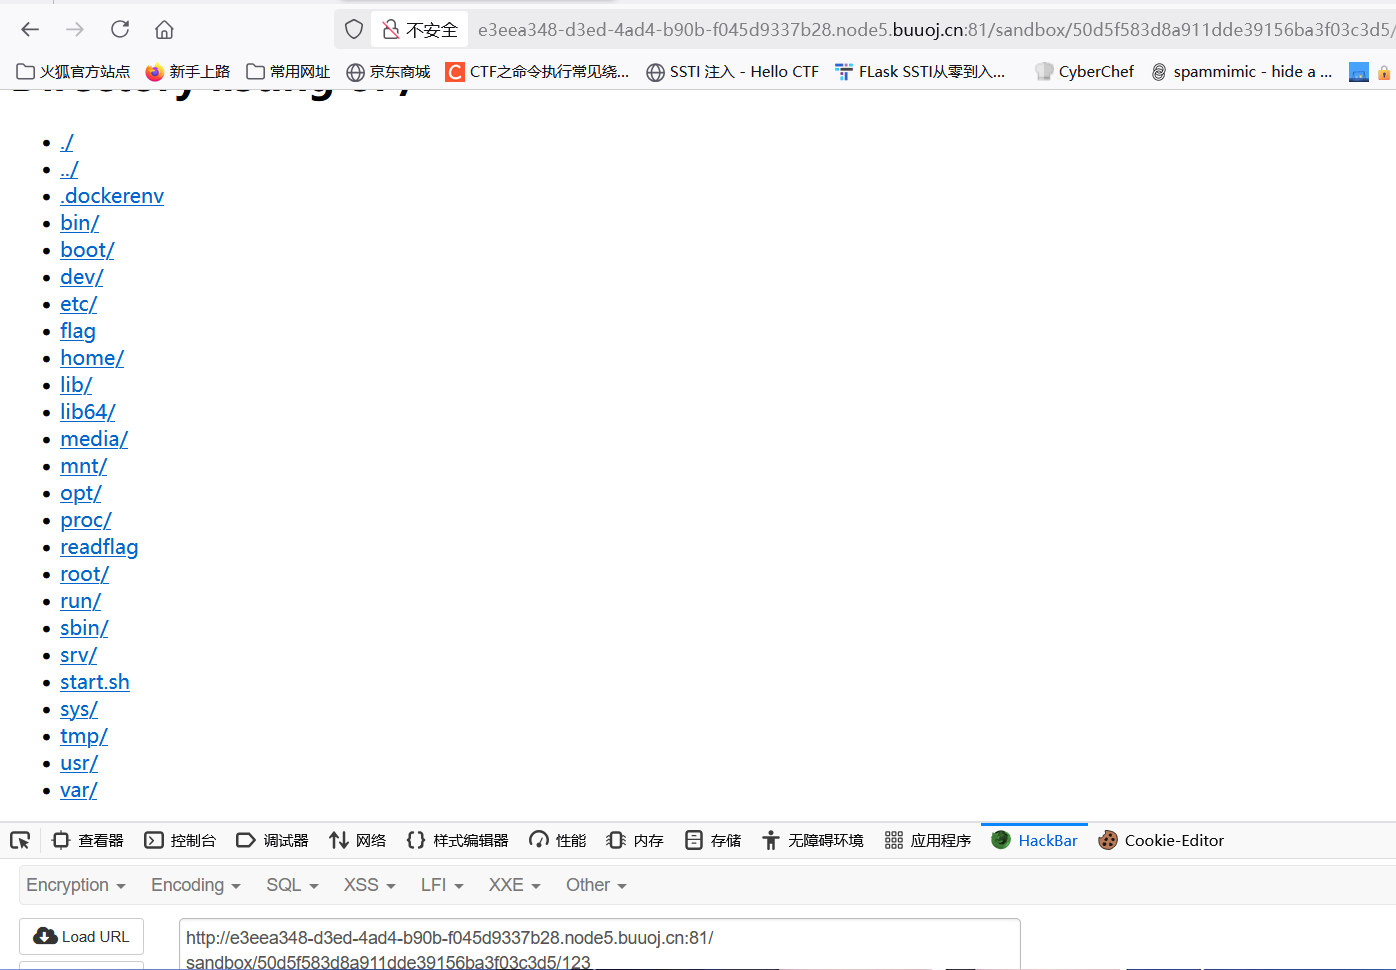 不安全 e3eea348-d3ed-4ad4-b90b-f045d9337b28.node5.buuoj.cn:81/sandbox/50d5f583d8a911dde39156ba3f03c3d5/
火狐官方站点 新手上路 常用网址 京东商城 CTF之命令执行常见绕... SSTI 注入 - Hello CTF FLask SSTI从零到入... CyberChef spammimic - hide a ...
Directory listing of /
./
../
.dockerenv
bin/
boot/
dev/
etc/
flag
home/
lib/
lib64/
media/
mnt/
opt/
proc/
readflag
root/
run/
sbin/
srv/
start.sh
sys/
tmp/
usr/
var/
查看器 控制台 调试器 网络 样式编辑器 性能 内存 存储 无障碍环境 应用程序 HackBar Cookie-Editor
Encryption Encoding SQL XSS LFI XXE Other
Load URL
http://e3eea348-d3ed-4ad4-b90b-f045d9337b28.node5.buuoj.cn:81/
sandbox/50d5f583d8a911dde39156ba3f03c3d5/123